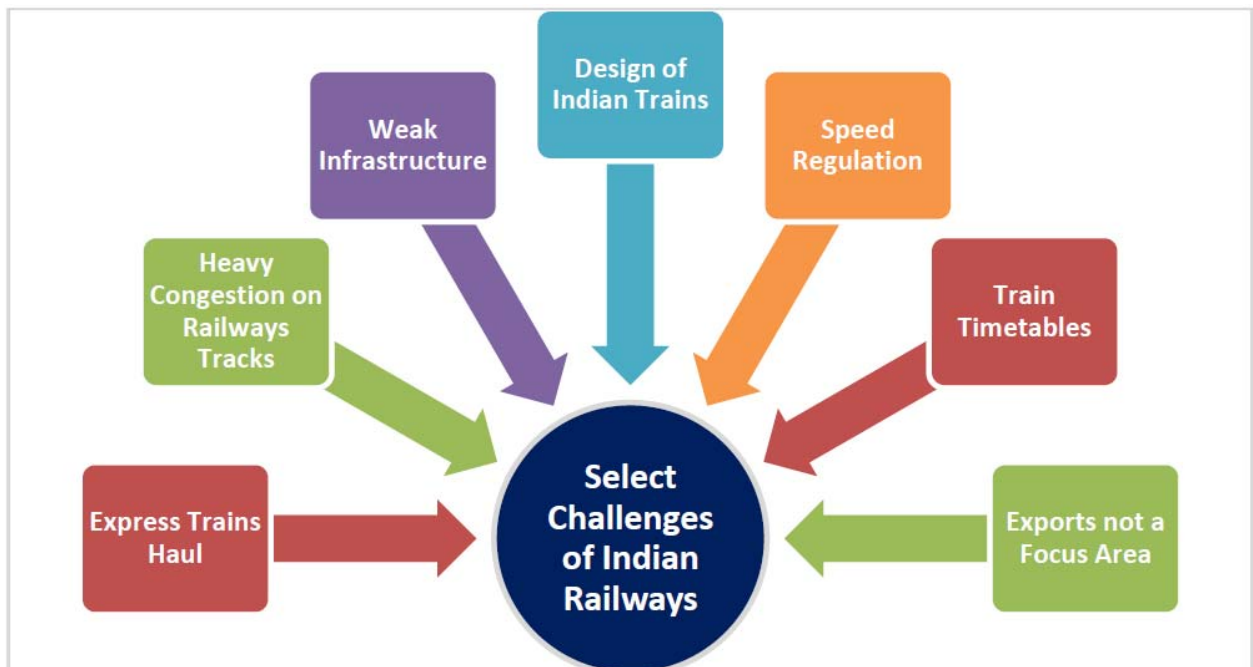 Design of
Indian Trains
Weak
Infrastructure
Speed
Regulation
Heavy
Congestion on
Railways
Tracks
Train
Timetables
Express Trains
Haul
Select
Challenges
of Indian
Railways
Exports not a
Focus Area